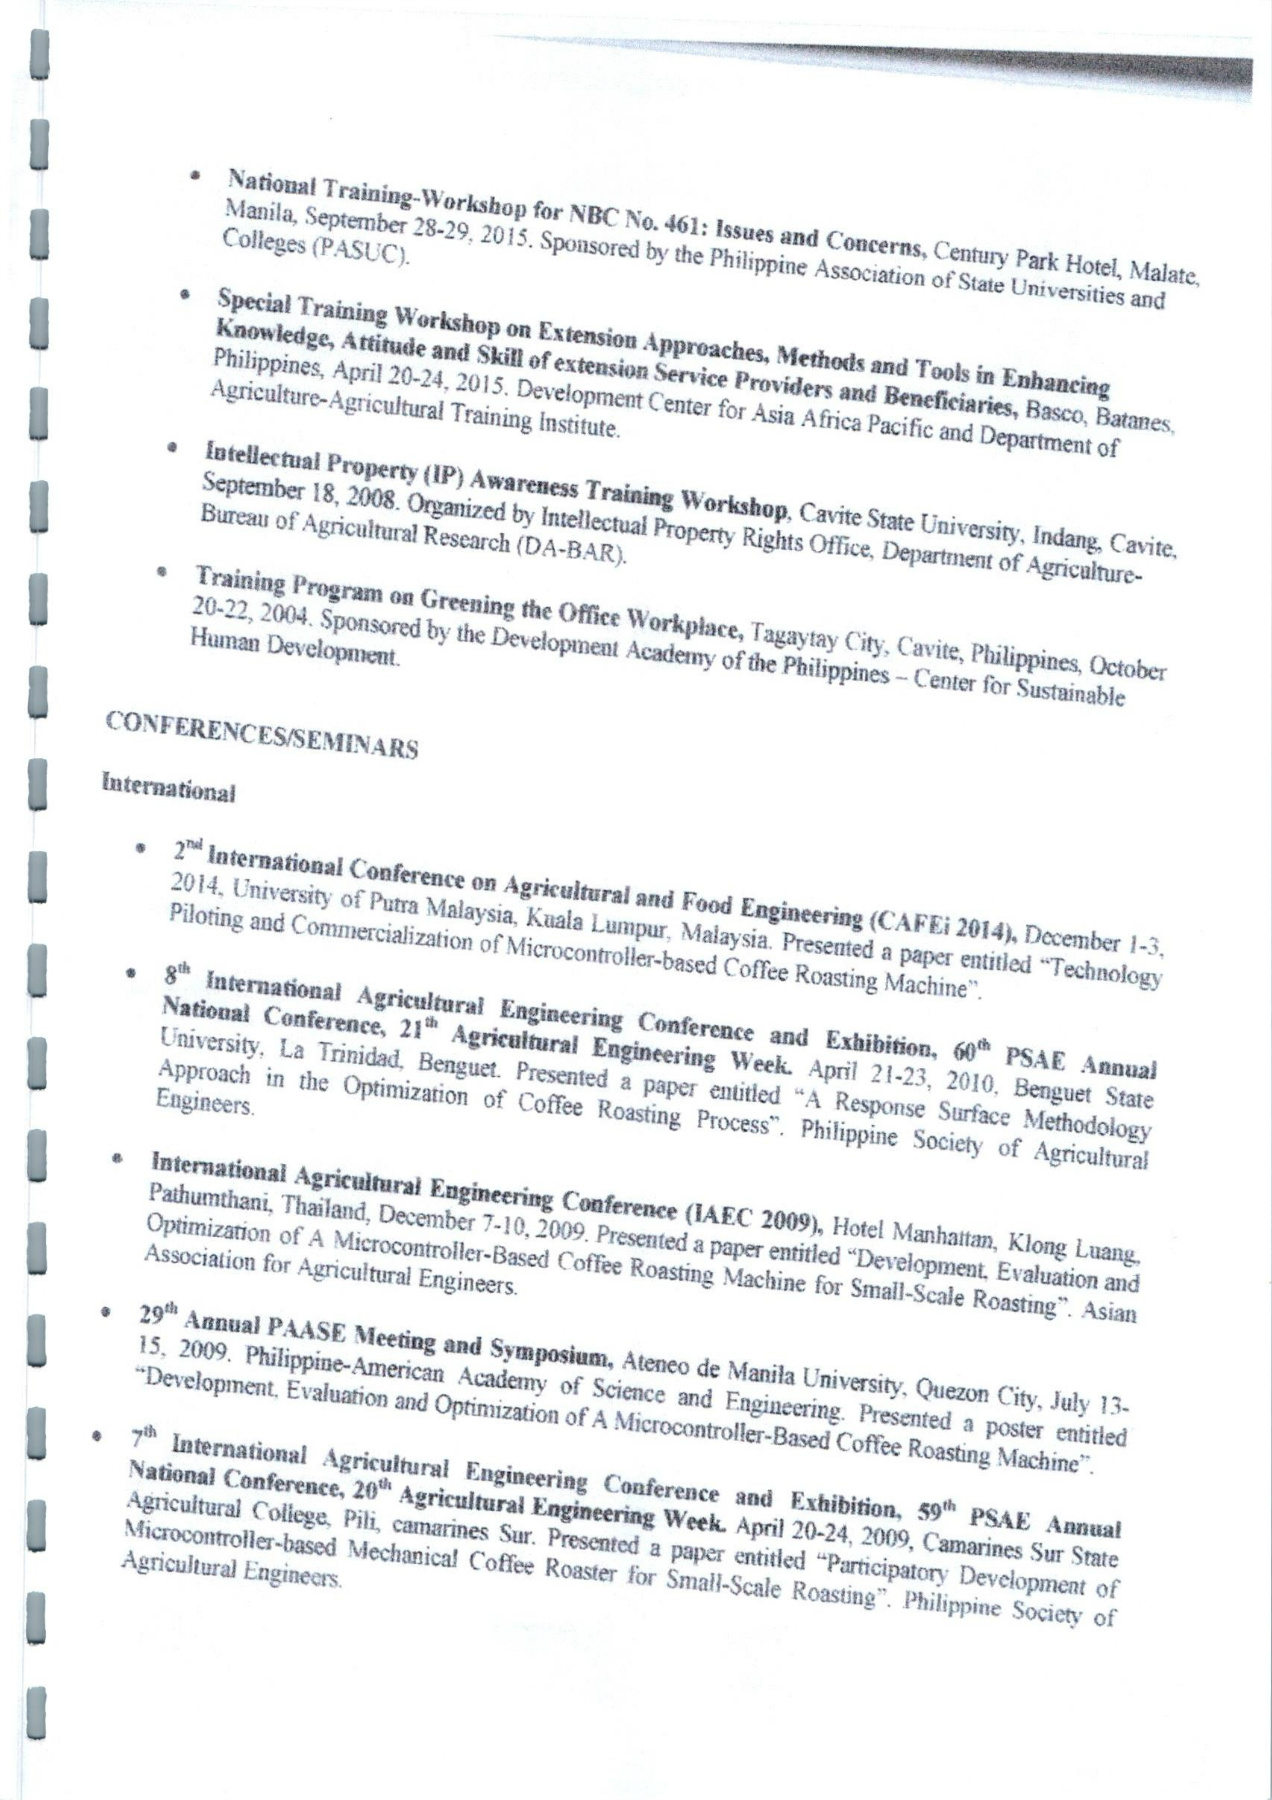 • National Training-Workshop for NBC No. 461: Issues and Concerns, Century Park Hotel, Malate,
Manila, September 28-29, 2015. Sponsored by the Philippine Association of State Universities and
Colleges (PASUC).
• Special Training Workshop on Extension Approaches, Methods and Tools in Enhancing
Knowledge, Attitude and Skill of extension Service Providers and Beneficiaries, Basco, Batanes,
Philippines, April 20-24, 2015. Development Center for Asia Africa Pacific and Department of
Agriculture-Agricultural Training Institute.
• Intellectual Property (IP) Awareness Training Workshop, Cavite State University, Indang, Cavite,
September 18, 2008. Organized by Intellectual Property Rights Office, Department of Agriculture-
Bureau of Agricultural Research (DA-BAR).
• Training Program on Greening the Office Workplace, Tagaytay City, Cavite, Philippines, October
20-22, 2004. Sponsored by the Development Academy of the Philippines – Center for Sustainable
Human Development.
CONFERENCES/SEMINARS
International
• 2nd International Conference on Agricultural and Food Engineering (CAFEi 2014), December 1-3,
2014, University of Putra Malaysia, Kuala Lumpur, Malaysia. Presented a paper entitled “Technology
Piloting and Commercialization of Microcontroller-based Coffee Roasting Machine”.
• 8th International Agricultural Engineering Conference and Exhibition, 60th PSAE Annual
National Conference, 21th Agricultural Engineering Week. April 21-23, 2010, Benguet State
University, La Trinidad, Benguet. Presented a paper entitled “A Response Surface Methodology
Approach in the Optimization of Coffee Roasting Process”. Philippine Society of Agricultural
Engineers.
• International Agricultural Engineering Conference (IAEC 2009), Hotel Manhattan, Klong Luang,
Pathumthani, Thailand, December 7-10, 2009. Presented a paper entitled “Development, Evaluation and
Optimization of A Microcontroller-Based Coffee Roasting Machine for Small-Scale Roasting”. Asian
Association for Agricultural Engineers.
• 29th Annual PAASE Meeting and Symposium, Ateneo de Manila University, Quezon City, July 13-
15, 2009. Philippine-American Academy of Science and Engineering. Presented a poster entitled
“Development, Evaluation and Optimization of A Microcontroller-Based Coffee Roasting Machine”.
• 7th International Agricultural Engineering Conference and Exhibition, 59th PSAE Annual
National Conference, 20th Agricultural Engineering Week. April 20-24, 2009, Camarines Sur State
Agricultural College, Pili, camarines Sur. Presented a paper entitled “Participatory Development of
Microcontroller-based Mechanical Coffee Roaster for Small-Scale Roasting”. Philippine Society of
Agricultural Engineers.